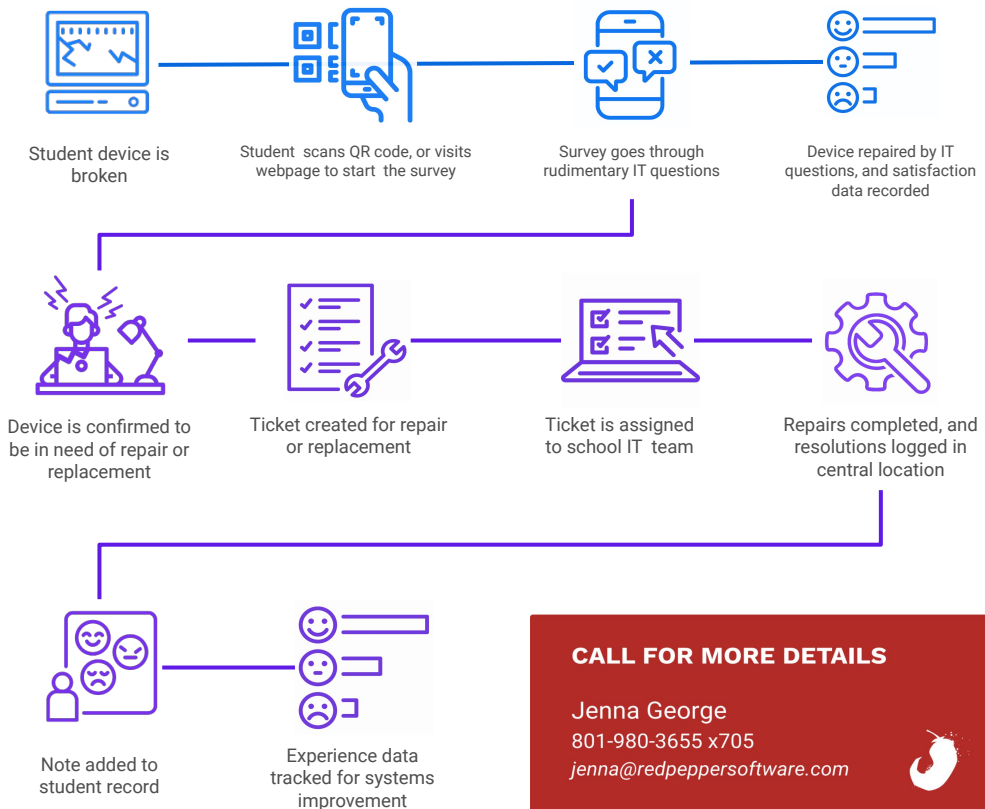 Student device is
broken
Student scans QR code, or visits
webpage to start the survey
Survey goes through
rudimentary IT questions
Device repaired by IT
questions, and satisfaction
data recorded
Device is confirmed to
be in need of repair or
replacement
Ticket created for repair
or replacement
Ticket is assigned
to school IT team
Repairs completed, and
resolutions logged in
central location
Note added to
student record
Experience data
tracked for systems
improvement
CALL FOR MORE DETAILS
Jenna George
801-980-3655 x705
jenna@redpeppersoftware.com